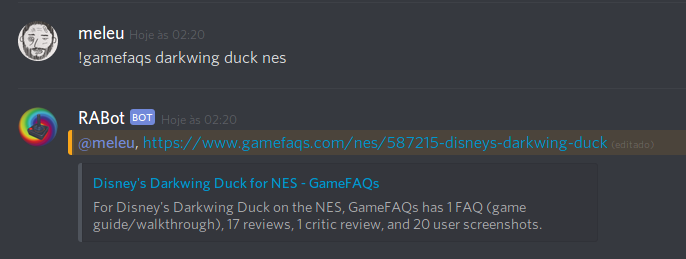 meleu Hoje às 02:20
!gamefaqs darkwing duck nes
RABot BOT Hoje às 02:20
@meleu, https://www.gamefaqs.com/nes/587215-disneys-darkwing-duck (editado)
Disney's Darkwing Duck for NES - GameFAQs
For Disney's Darkwing Duck on the NES, GameFAQs has 1 FAQ (game
guide/walkthrough), 17 reviews, 1 critic review, and 20 user screenshots.